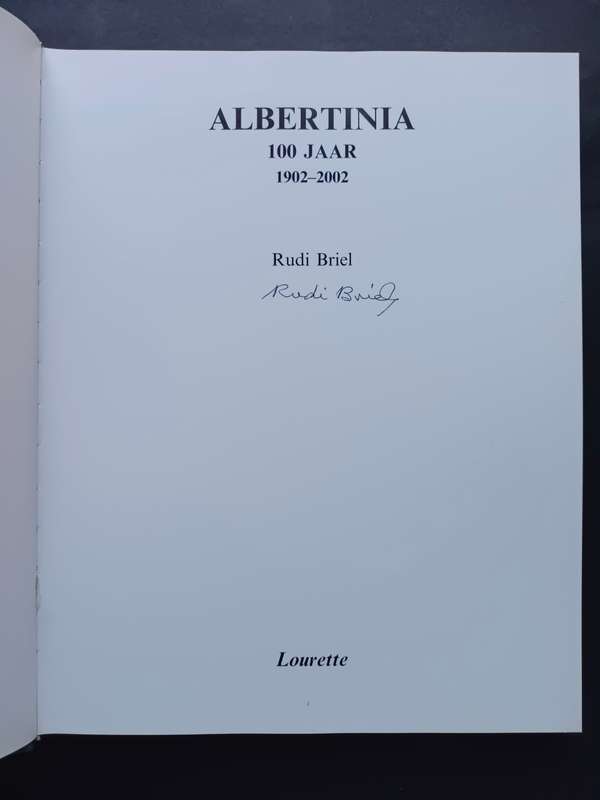 ALBERTINIA
100 JAAR
1902–2002
Rudi Briel
Rudi Briel
Lourette